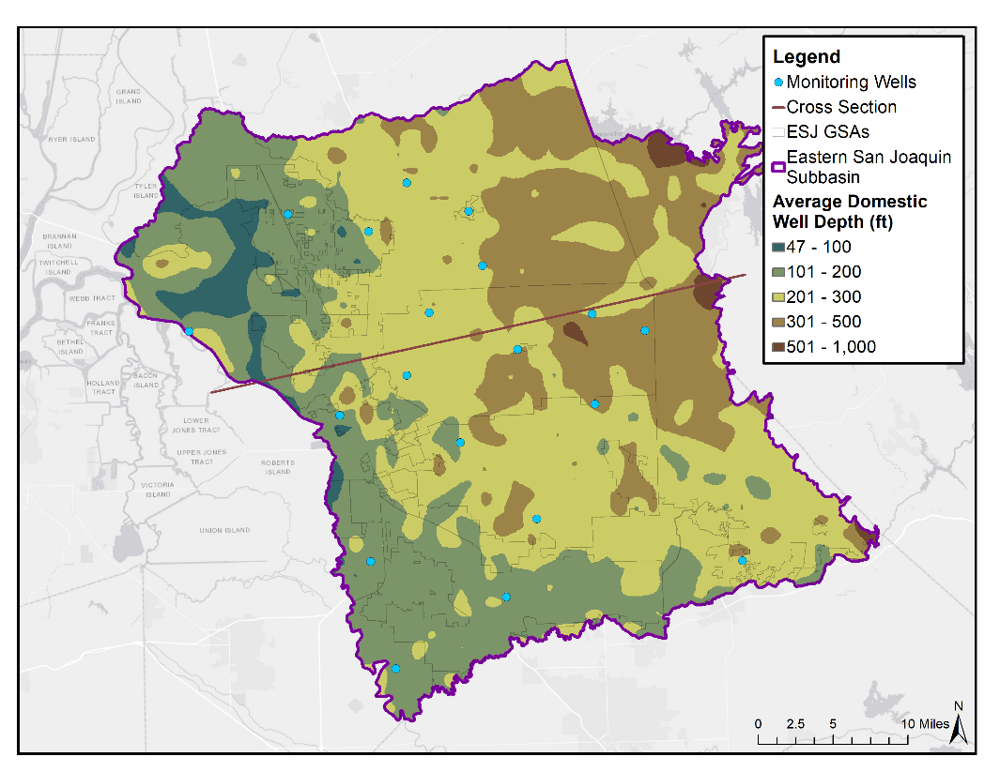 Legend
Monitoring Wells
Cross Section
ESJ GSAs
Eastern San Joaquin
Subbasin
Average Domestic
Well Depth (ft)
47 - 100
101 - 200
201 - 300
301 - 500
501 - 1,000
GRAND
ISLAND
RYER ISLAND
TYLER
ISLAND
BRANNAN
ISLAND
TWITCHELL
ISLAND
WEBB TRACT
FRANKS
TRACT
BETHEL
ISLAND
HOLLAND
TRACT
BACON
ISLAND
LOWER
JONES TRACT
UPPER JONES
TRACT
ROBERTS
ISLAND
VICTORIA
ISLAND
UNION ISLAND
0 2.5 5 10 Miles
N